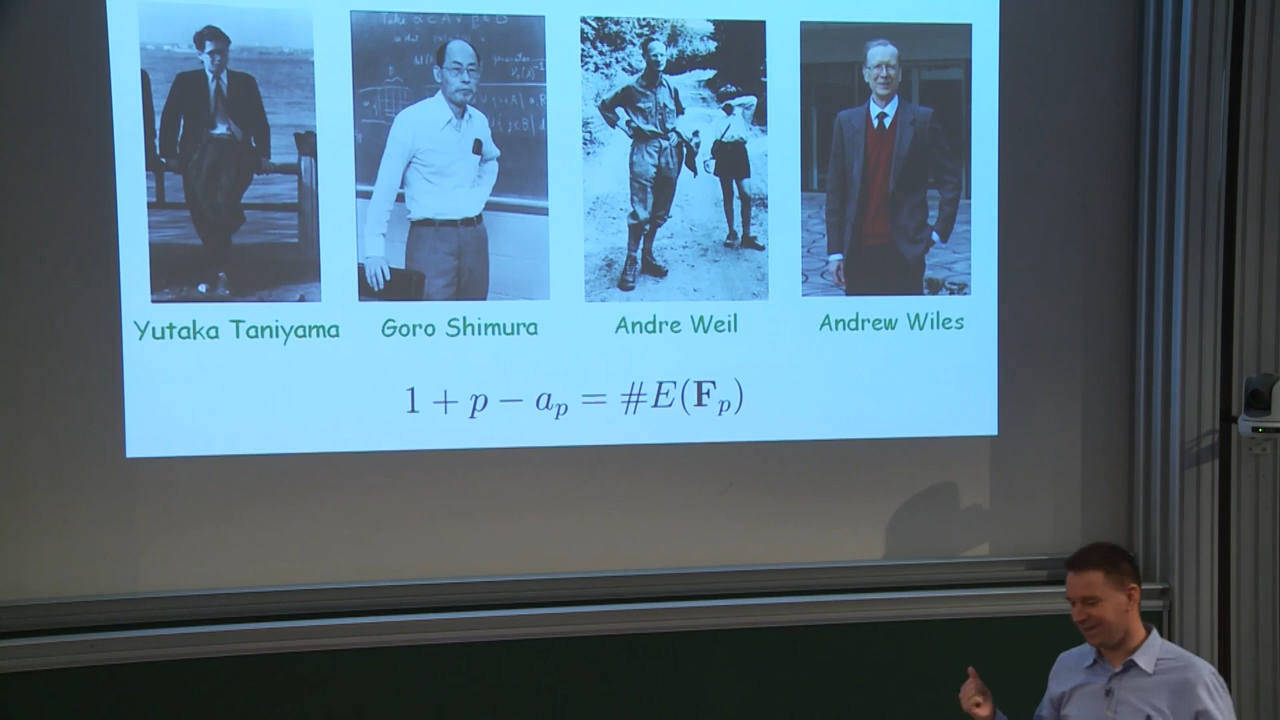 Yutaka Taniyama
Goro Shimura
Andre Weil
Andrew Wiles
1 + p − a_p = #E(𝐅_p)